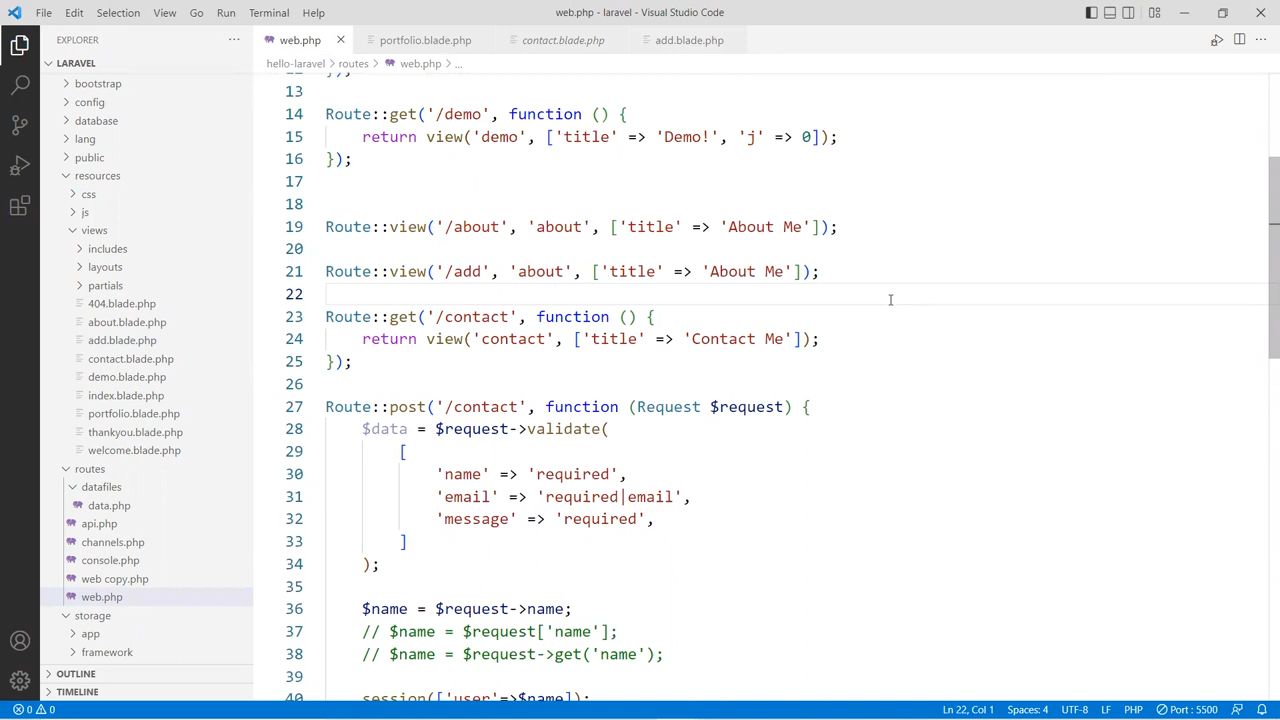 File Edit Selection View Go Run Terminal Help
web.php - laravel - Visual Studio Code
EXPLORER
LARAVEL
bootstrap
config
database
lang
public
resources
css
js
views
includes
layouts
partials
404.blade.php
about.blade.php
add.blade.php
contact.blade.php
demo.blade.php
index.blade.php
portfolio.blade.php
thankyou.blade.php
welcome.blade.php
routes
datafiles
data.php
api.php
channels.php
console.php
web copy.php
web.php
storage
app
framework
OUTLINE
TIMELINE
web.php portfolio.blade.php contact.blade.php add.blade.php
hello-laravel > routes > web.php > ...
13
14 Route::get('/demo', function () {
15 return view('demo', ['title' => 'Demo!', 'j' => 0]);
16 });
17
18
19 Route::view('/about', 'about', ['title' => 'About Me']);
20
21 Route::view('/add', 'about', ['title' => 'About Me']);
22
23 Route::get('/contact', function () {
24 return view('contact', ['title' => 'Contact Me']);
25 });
26
27 Route::post('/contact', function (Request $request) {
28 $data = $request->validate(
29 [
30 'name' => 'required',
31 'email' => 'required|email',
32 'message' => 'required',
33 ]
34 );
35
36 $name = $request->name;
37 // $name = $request['name'];
38 // $name = $request->get('name');
39
40 session(['user'=>$name]);
0 0 Ln 22, Col 1 Spaces: 4 UTF-8 LF PHP Port : 5500